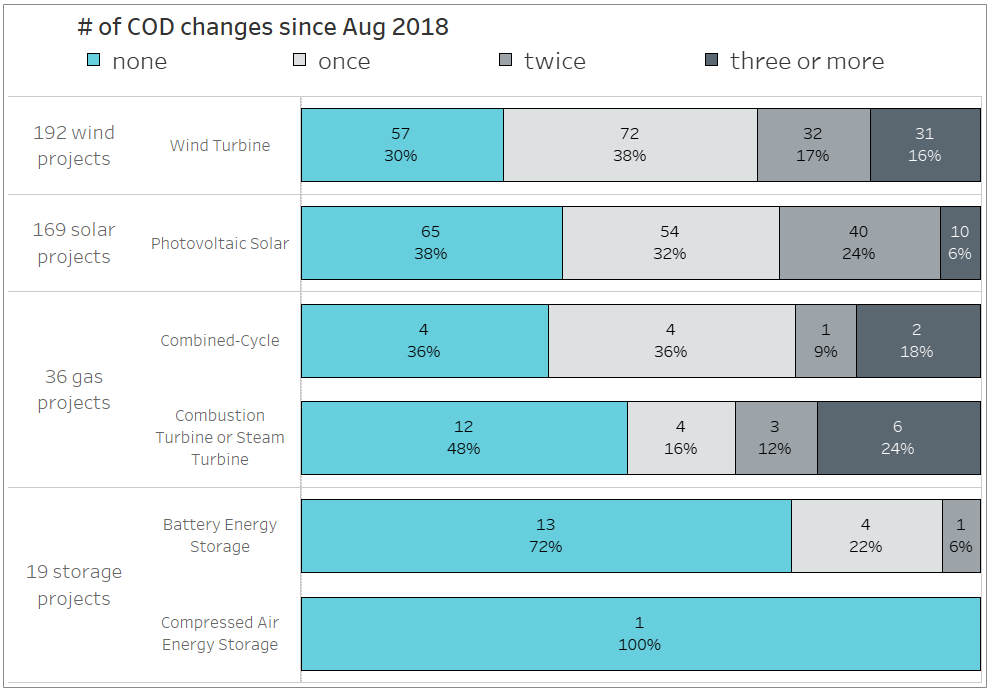 # of COD changes since Aug 2018
none
once
twice
three or more
192 wind
projects
Wind Turbine
57
30%
72
38%
32
17%
31
16%
169 solar
projects
Photovoltaic Solar
65
38%
54
32%
40
24%
10
6%
36 gas
projects
Combined-Cycle
4
36%
4
36%
1
9%
2
18%
Combustion
Turbine or Steam
Turbine
12
48%
4
16%
3
12%
6
24%
19 storage
projects
Battery Energy
Storage
13
72%
4
22%
1
6%
Compressed Air
Energy Storage
1
100%